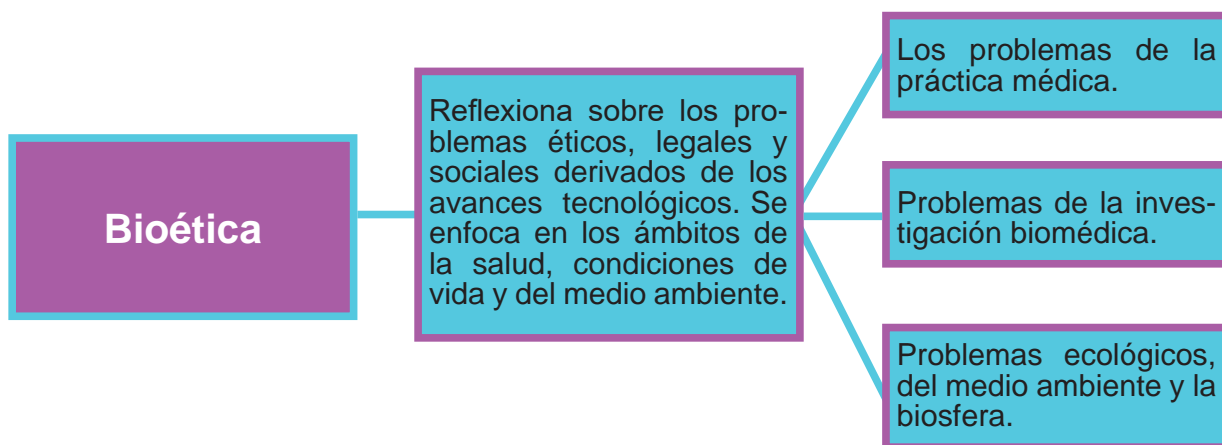 Bioética
Reflexiona sobre los pro-
blemas éticos, legales y
sociales derivados de los
avances tecnológicos. Se
enfoca en los ámbitos de
la salud, condiciones de
vida y del medio ambiente.
Los problemas de la
práctica médica.
Problemas de la inves-
tigación biomédica.
Problemas ecológicos,
del medio ambiente y la
biosfera.